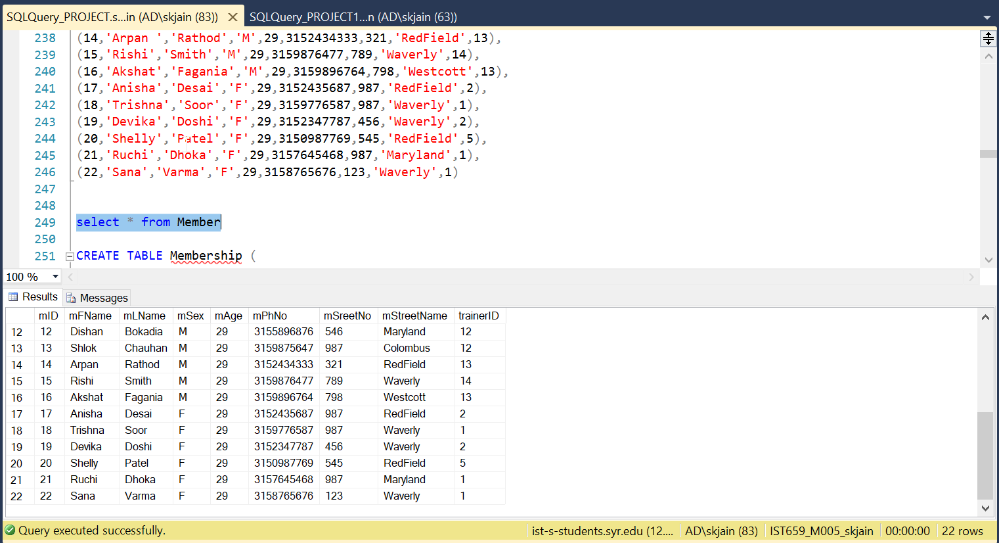 SQLQuery_PROJECT.s...in (AD\skjain (83)) SQLQuery_PROJECT1...n (AD\skjain (63))
238 (14,'Arpan ','Rathod','M',29,3152434333,321,'RedField',13),
239 (15,'Rishi','Smith','M',29,3159876477,789,'Waverly',14),
240 (16,'Akshat','Fagania','M',29,3159896764,798,'Westcott',13),
241 (17,'Anisha','Desai','F',29,3152435687,987,'RedField',2),
242 (18,'Trishna','Soor','F',29,3159776587,987,'Waverly',1),
243 (19,'Devika','Doshi','F',29,3152347787,456,'Waverly',2),
244 (20,'Shelly','Patel','F',29,3150987769,545,'RedField',5),
245 (21,'Ruchi','Dhoka','F',29,3157645468,987,'Maryland',1),
246 (22,'Sana','Varma','F',29,3158765676,123,'Waverly',1)
247
248
249 select * from Member
250
251 CREATE TABLE Membership (
100 %
Results Messages
mID mFName mLName mSex mAge mPhNo mSreetNo mStreetName trainerID
12 12 Dishan Bokadia M 29 3155896876 546 Maryland 12
13 13 Shlok Chauhan M 29 3159875647 987 Colombus 12
14 14 Arpan Rathod M 29 3152434333 321 RedField 13
15 15 Rishi Smith M 29 3159876477 789 Waverly 14
16 16 Akshat Fagania M 29 3159896764 798 Westcott 13
17 17 Anisha Desai F 29 3152435687 987 RedField 2
18 18 Trishna Soor F 29 3159776587 987 Waverly 1
19 19 Devika Doshi F 29 3152347787 456 Waverly 2
20 20 Shelly Patel F 29 3150987769 545 RedField 5
21 21 Ruchi Dhoka F 29 3157645468 987 Maryland 1
22 22 Sana Varma F 29 3158765676 123 Waverly 1
Query executed successfully. ist-s-students.syr.edu (12.... AD\skjain (83) IST659_M005_skjain 00:00:00 22 rows